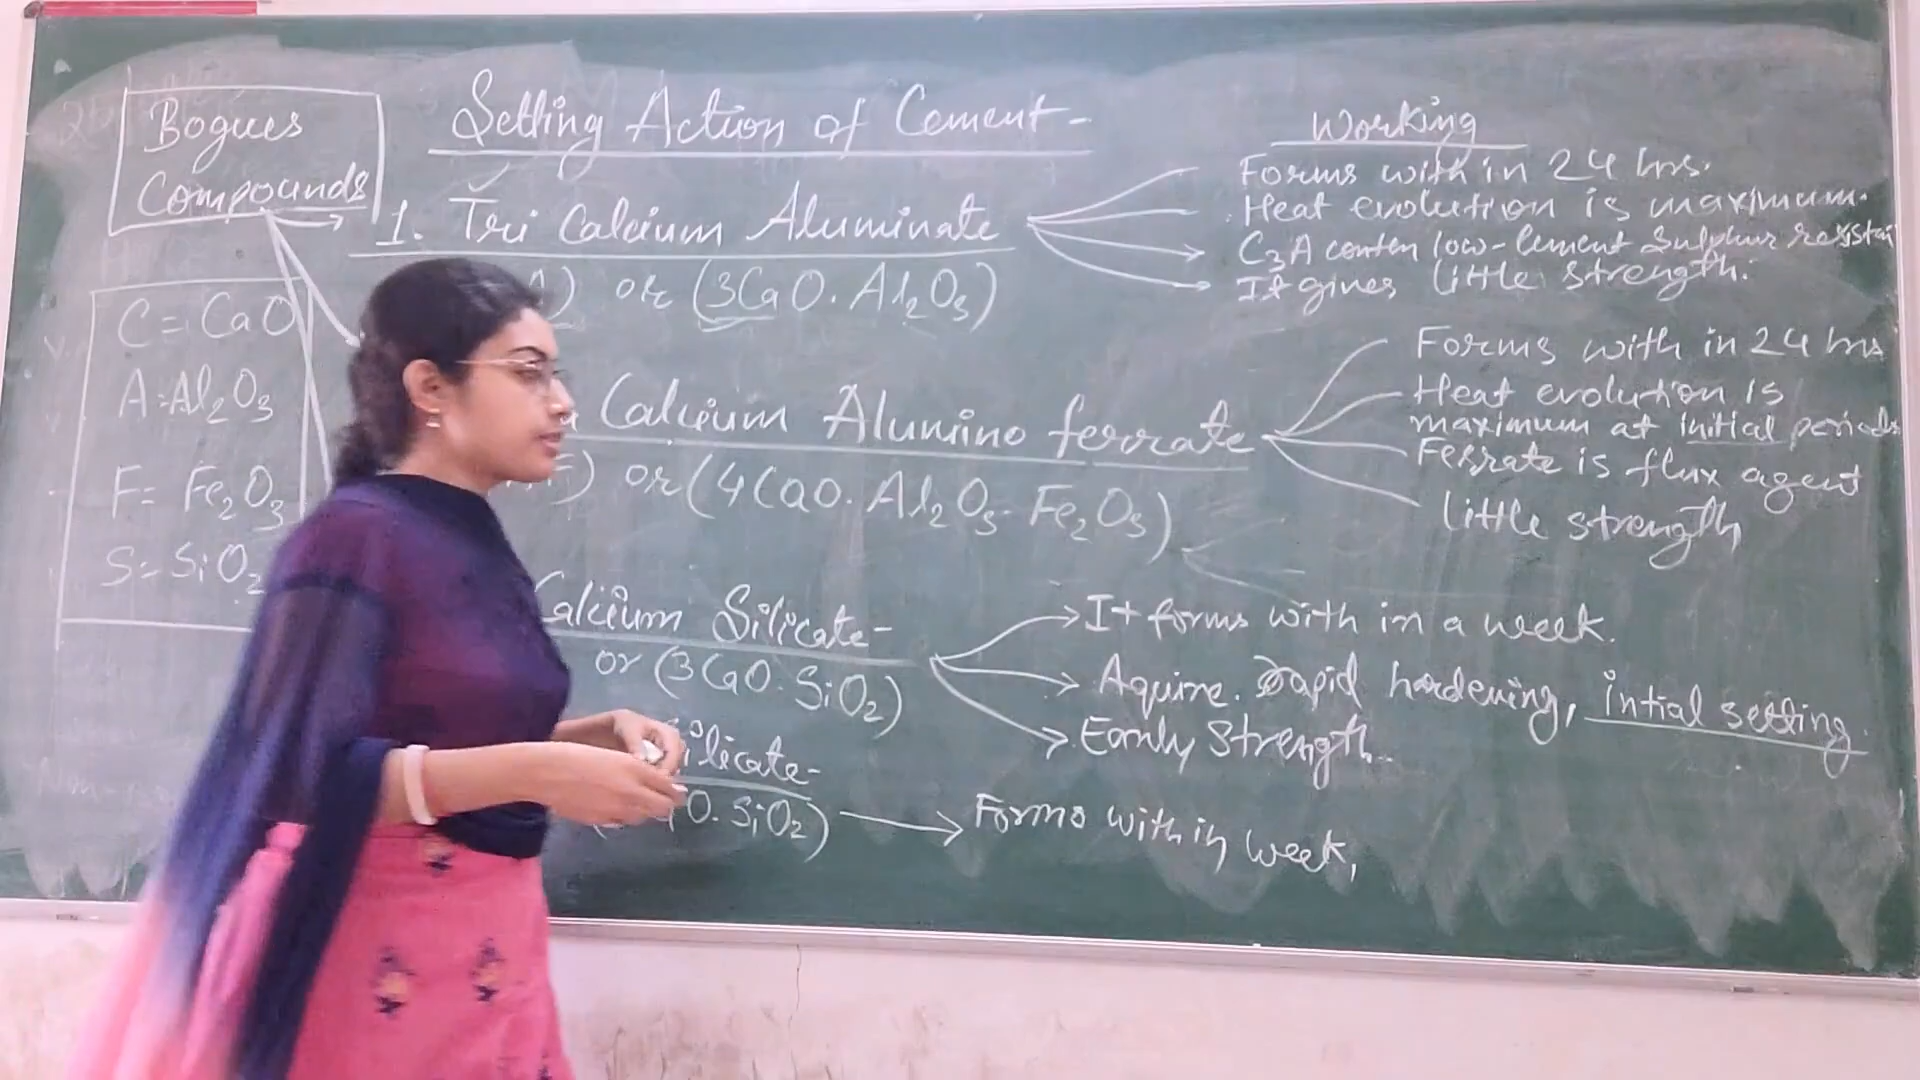 Bogues
Compounds
C = CaO
A = Al2O3
F = Fe2O3
S = SiO2
Setting Action of Cement -
1. Tri Calcium Aluminate
A) or (3CaO. Al2O3)
Calcium Alumino ferrate
F) or (4CaO. Al2O3. Fe2O3)
Calcium Silicate -
or (3CaO. SiO2)
Silicate -
O. SiO2)
Working
Forms with in 24 hrs.
Heat evolution is maximum.
C3A conten low - Cement Sulphur resistan
It gives little strength.
Forms with in 24 hrs
Heat evolution is
maximum at initial periods
Ferrate is flux agent
little strength
It forms with in a week.
Aquire. rapid hardening, intial setting.
Early Strength.
Forms with in week,